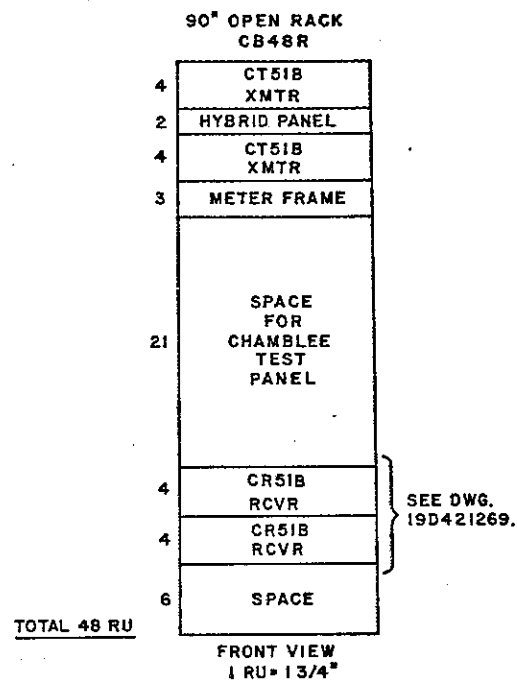 90" OPEN RACK
CB48R
4
CT51B
XMTR
2
HYBRID PANEL
4
CT51B
XMTR
3
METER FRAME
21
SPACE
FOR
CHAMBLEE
TEST
PANEL
4
CR51B
RCVR
4
CR51B
RCVR
SEE DWG.
19D421269.
6
SPACE
TOTAL 48 RU
FRONT VIEW
1 RU= 1 3/4"